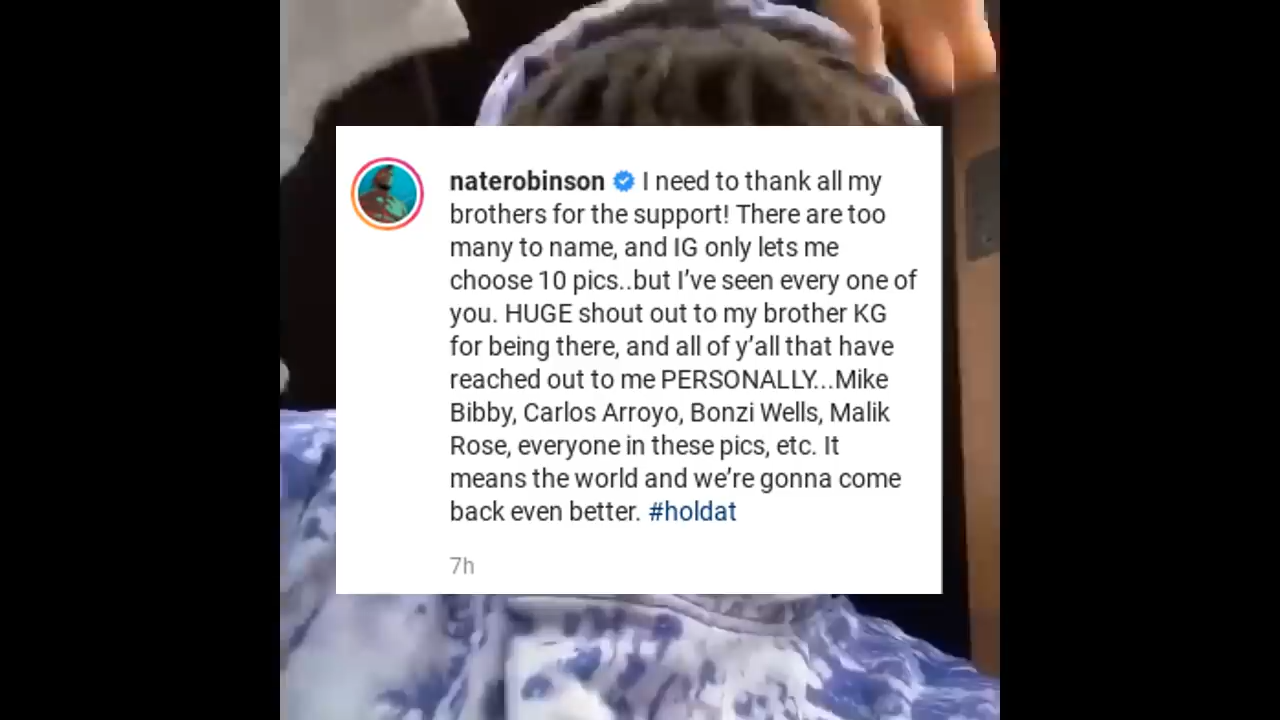 naterobinson I need to thank all my
brothers for the support! There are too
many to name, and IG only lets me
choose 10 pics..but I’ve seen every one of
you. HUGE shout out to my brother KG
for being there, and all of y’all that have
reached out to me PERSONALLY...Mike
Bibby, Carlos Arroyo, Bonzi Wells, Malik
Rose, everyone in these pics, etc. It
means the world and we’re gonna come
back even better. #holdat
7h